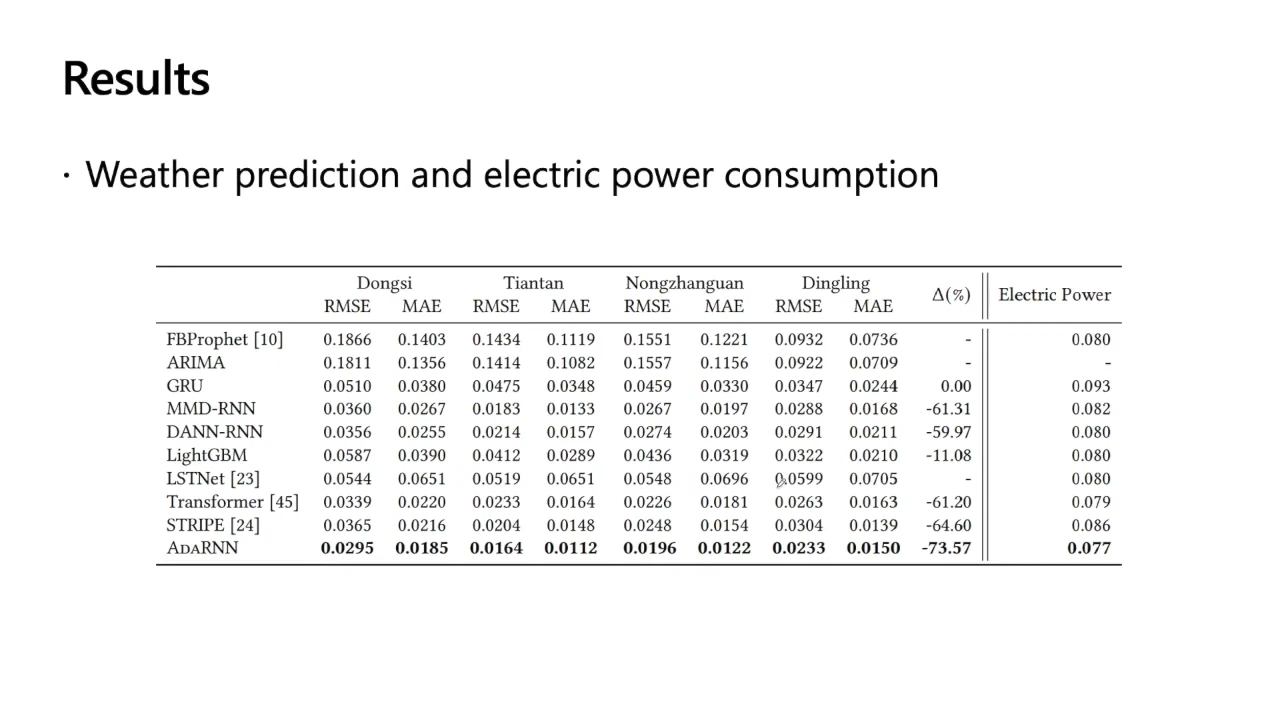 Results
· Weather prediction and electric power consumption
Dongsi Tiantan Nongzhanguan Dingling Δ(%) Electric Power
RMSE MAE RMSE MAE RMSE MAE RMSE MAE
FBProphet [10] 0.1866 0.1403 0.1434 0.1119 0.1551 0.1221 0.0932 0.0736 - 0.080
ARIMA 0.1811 0.1356 0.1414 0.1082 0.1557 0.1156 0.0922 0.0709 - -
GRU 0.0510 0.0380 0.0475 0.0348 0.0459 0.0330 0.0347 0.0244 0.00 0.093
MMD-RNN 0.0360 0.0267 0.0183 0.0133 0.0267 0.0197 0.0288 0.0168 -61.31 0.082
DANN-RNN 0.0356 0.0255 0.0214 0.0157 0.0274 0.0203 0.0291 0.0211 -59.97 0.080
LightGBM 0.0587 0.0390 0.0412 0.0289 0.0436 0.0319 0.0322 0.0210 -11.08 0.080
LSTNet [23] 0.0544 0.0651 0.0519 0.0651 0.0548 0.0696 0.0599 0.0705 - 0.080
Transformer [45] 0.0339 0.0220 0.0233 0.0164 0.0226 0.0181 0.0263 0.0163 -61.20 0.079
STRIPE [24] 0.0365 0.0216 0.0204 0.0148 0.0248 0.0154 0.0304 0.0139 -64.60 0.086
AdaRNN 0.0295 0.0185 0.0164 0.0112 0.0196 0.0122 0.0233 0.0150 -73.57 0.077